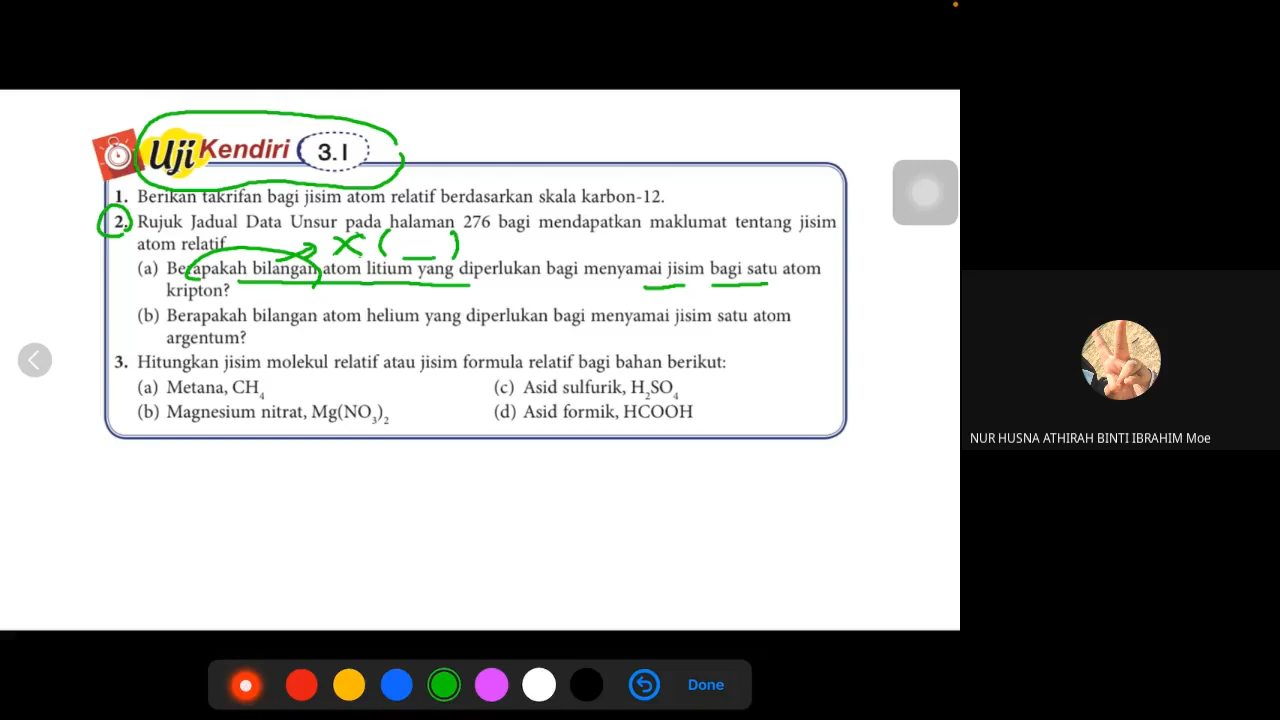 Uji Kendiri 3.1
1. Berikan takrifan bagi jisim atom relatif berdasarkan skala karbon-12.
2. Rujuk Jadual Data Unsur pada halaman 276 bagi mendapatkan maklumat tentang jisim
atom relatif.
x ( _ )
(a) Berapakah bilangan atom litium yang diperlukan bagi menyamai jisim bagi satu atom
kripton?
(b) Berapakah bilangan atom helium yang diperlukan bagi menyamai jisim satu atom
argentum?
3. Hitungkan jisim molekul relatif atau jisim formula relatif bagi bahan berikut:
(a) Metana, CH₄ (c) Asid sulfurik, H₂SO₄
(b) Magnesium nitrat, Mg(NO₃)₂ (d) Asid formik, HCOOH
NUR HUSNA ATHIRAH BINTI IBRAHIM Moe
Done